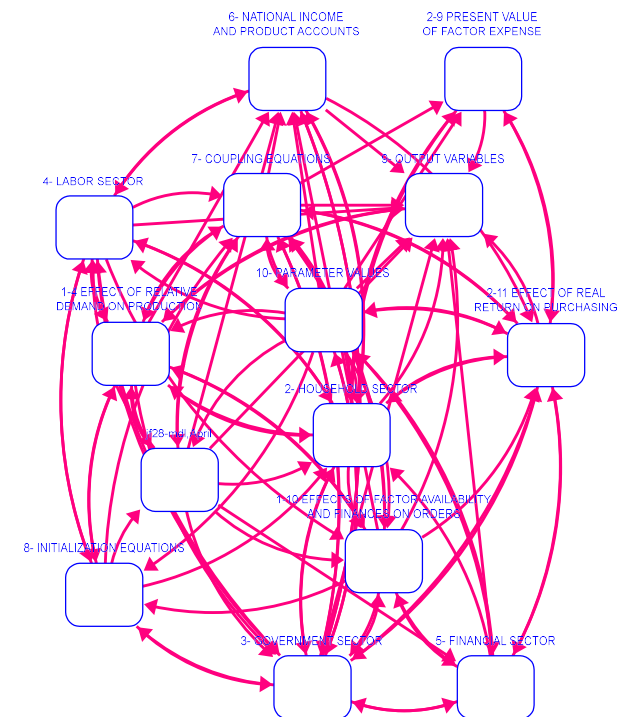 6- NATIONAL INCOME
AND PRODUCT ACCOUNTS
2-9 PRESENT VALUE
OF FACTOR EXPENSE
7- COUPLING EQUATIONS
9- OUTPUT VARIABLES
4- LABOR SECTOR
10- PARAMETER VALUES
1-4 EFFECT OF RELATIVE
DEMAND ON PRODUCTION
2-11 EFFECT OF REAL
RETURN ON PURCHASING
2- HOUSEHOLD SECTOR
1-10 EFFECTS OF FACTOR AVAILABILITY
AND FINANCES ON ORDERS
8- INITIALIZATION EQUATIONS
3- GOVERNMENT SECTOR
5- FINANCIAL SECTOR